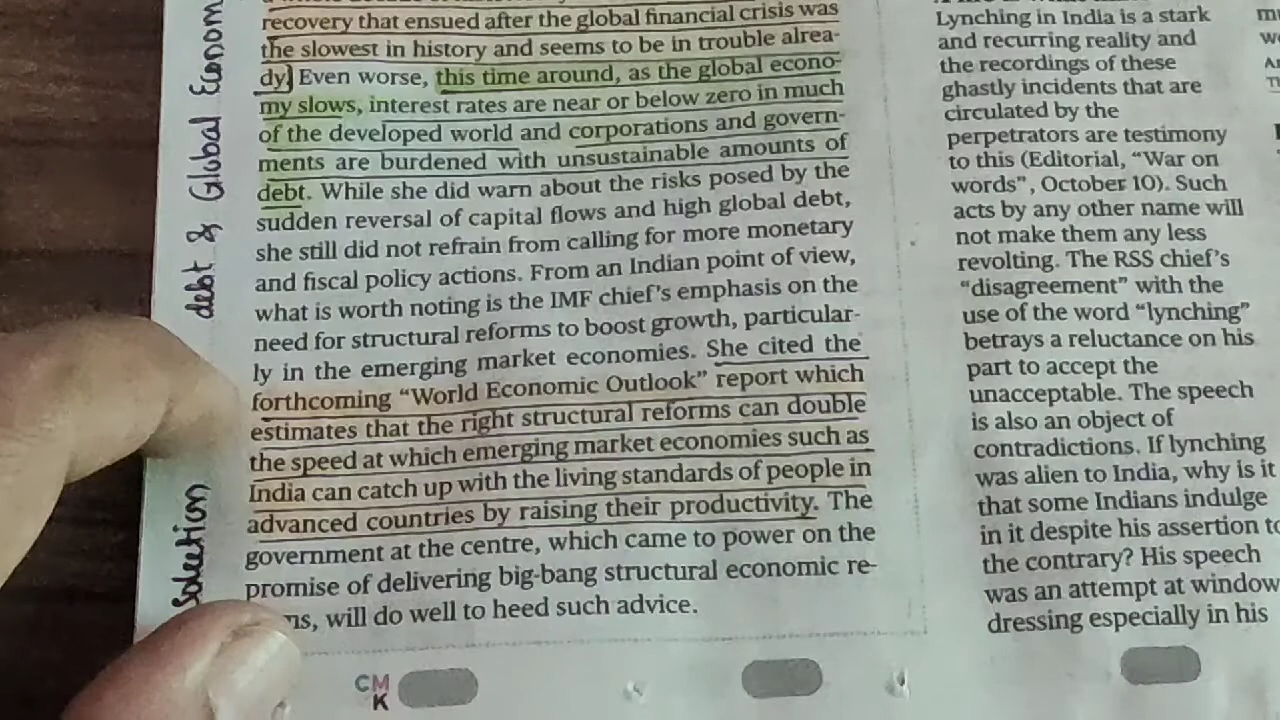 recovery that ensued after the global financial crisis was
the slowest in history and seems to be in trouble alrea-
dy.] Even worse, this time around, as the global econo-
my slows, interest rates are near or below zero in much
of the developed world and corporations and govern-
ments are burdened with unsustainable amounts of
debt. While she did warn about the risks posed by the
sudden reversal of capital flows and high global debt,
she still did not refrain from calling for more monetary
and fiscal policy actions. From an Indian point of view,
what is worth noting is the IMF chief's emphasis on the
need for structural reforms to boost growth, particular-
ly in the emerging market economies. She cited the
forthcoming “World Economic Outlook” report which
estimates that the right structural reforms can double
the speed at which emerging market economies such as
India can catch up with the living standards of people in
advanced countries by raising their productivity. The
government at the centre, which came to power on the
promise of delivering big-bang structural economic re-
ms, will do well to heed such advice.
debt & Global Econom
Solution
CM
K
Lynching in India is a stark
and recurring reality and
the recordings of these
ghastly incidents that are
circulated by the
perpetrators are testimony
to this (Editorial, “War on
words”, October 10). Such
acts by any other name will
not make them any less
revolting. The RSS chief's
“disagreement” with the
use of the word “lynching”
betrays a reluctance on his
part to accept the
unacceptable. The speech
is also an object of
contradictions. If lynching
was alien to India, why is it
that some Indians indulge
in it despite his assertion to
the contrary? His speech
was an attempt at window
dressing especially in his